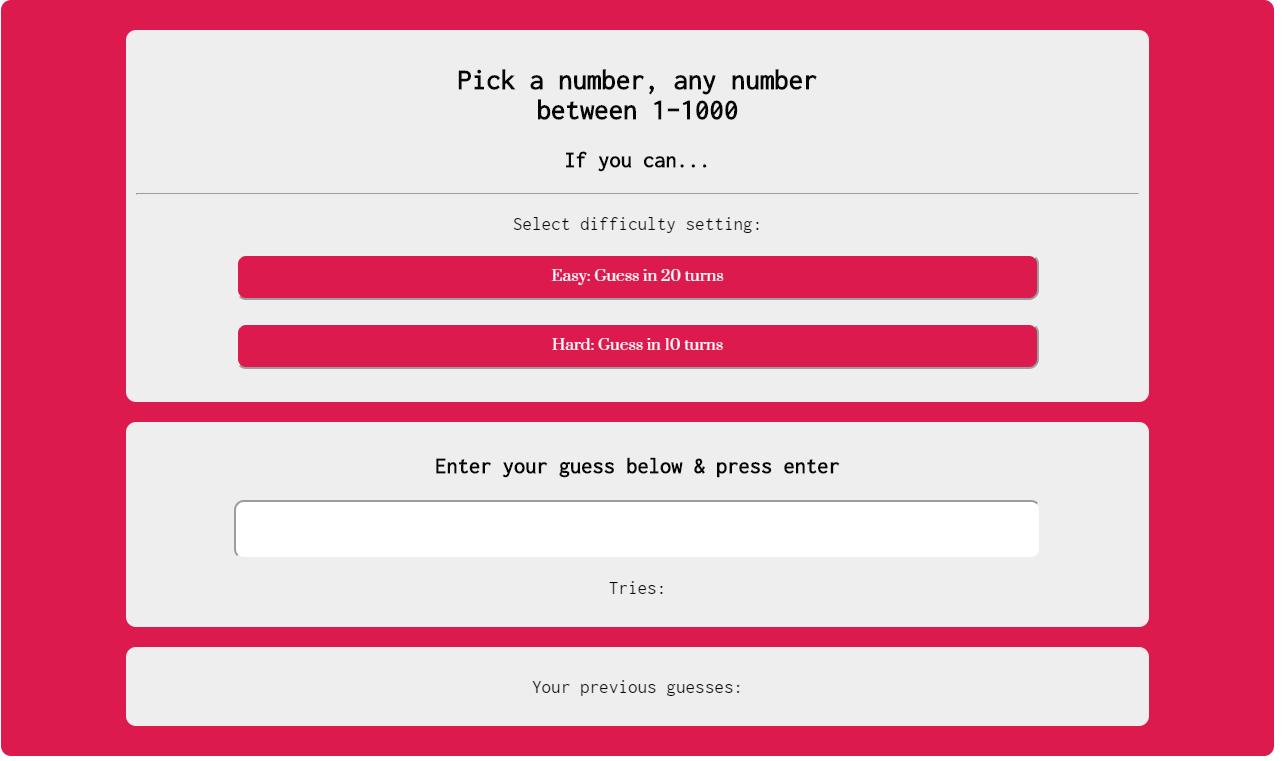 Pick a number, any number
between 1-1000
If you can...
Select difficulty setting:
Easy: Guess in 20 turns
Hard: Guess in 10 turns
Enter your guess below & press enter
Tries:
Your previous guesses: